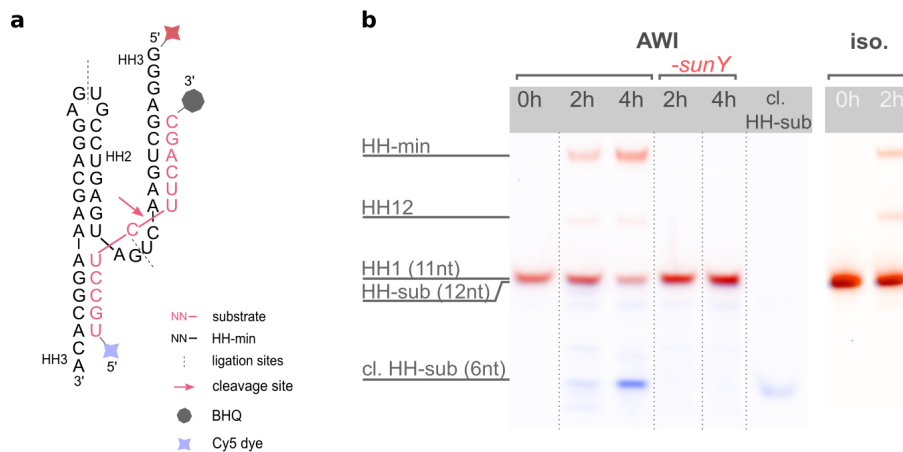 a
5'
HH3
G
G
G
A
3'
C
G
A
C
U
U
HH2
C
U
C
C
G
U
5'
HH3
3'
NN substrate
NN HH-min
ligation sites
cleavage site
BHQ
Cy5 dye
b
AWI
-sunY
iso.
0h 2h 4h 2h 4h cl. HH-sub 0h 2h
HH-min
HH12
HH1 (11nt)
HH-sub (12nt)
cl. HH-sub (6nt)